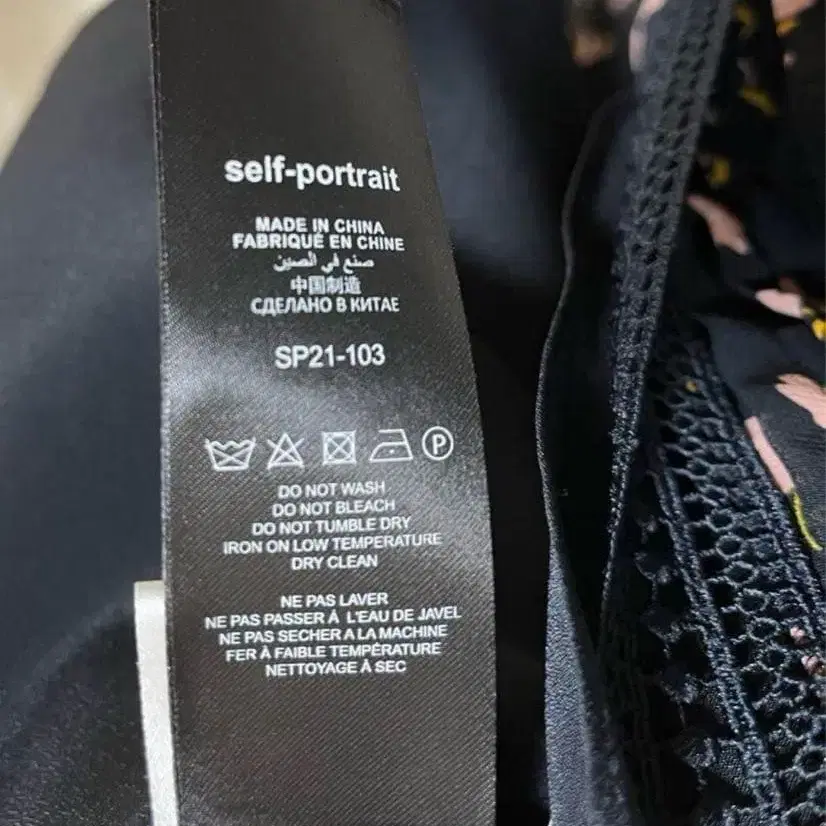 self-portrait
MADE IN CHINA
FABRIQUÉ EN CHINE
صنع في الصين
中国制造
СДЕЛАНО В КИТАЕ
SP21-103
P
DO NOT WASH
DO NOT BLEACH
DO NOT TUMBLE DRY
IRON ON LOW TEMPERATURE
DRY CLEAN
NE PAS LAVER
NE PAS PASSER À L'EAU DE JAVEL
NE PAS SECHER A LA MACHINE
FER À FAIBLE TEMPÉRATURE
NETTOYAGE À SEC